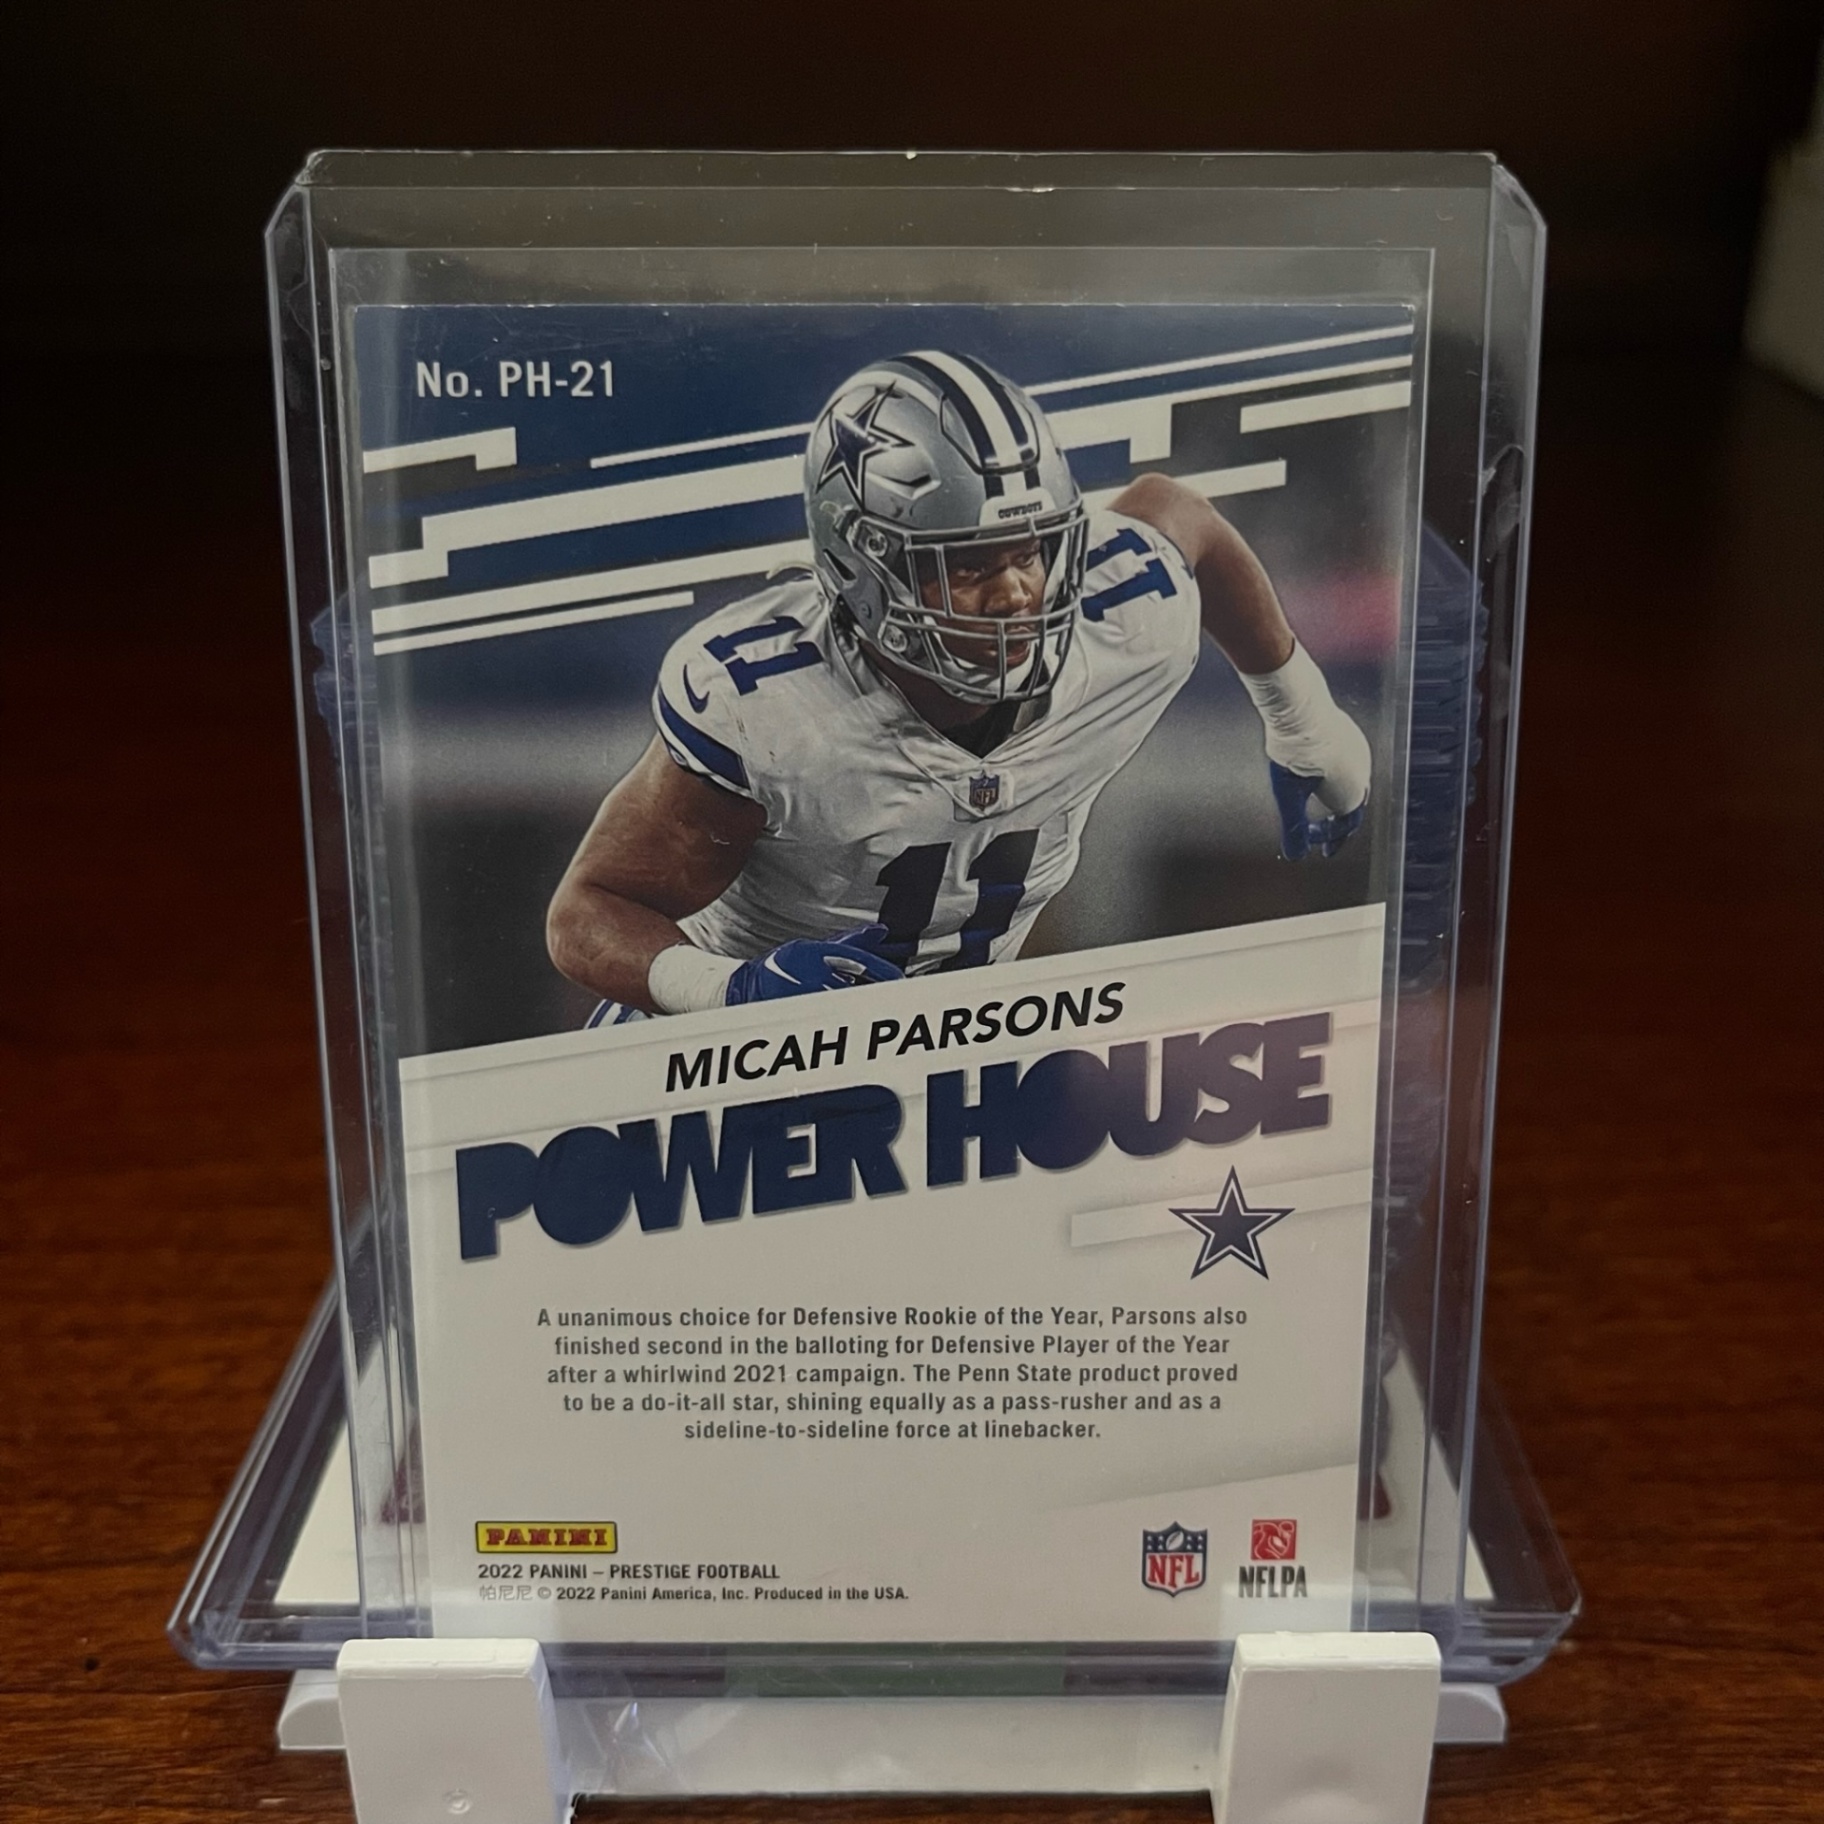 No. PH-21
COWBOYS
11
11
NFL
11
MICAH PARSONS
POWER HOUSE
A unanimous choice for Defensive Rookie of the Year, Parsons also
finished second in the balloting for Defensive Player of the Year
after a whirlwind 2021 campaign. The Penn State product proved
to be a do-it-all star, shining equally as a pass-rusher and as a
sideline-to-sideline force at linebacker.
PANINI
2022 PANINI – PRESTIGE FOOTBALL
帕尼尼 © 2022 Panini America, Inc. Produced in the USA.
NFL
NFLPA